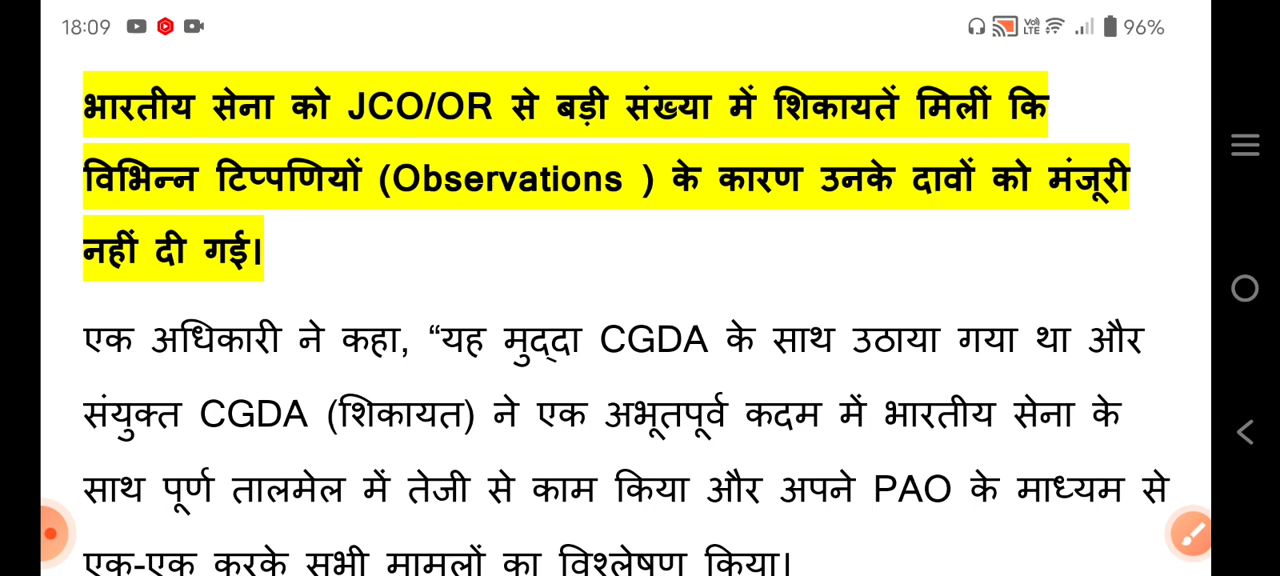 18:09
Vol) LTE 96%
भारतीय सेना को JCO/OR से बड़ी संख्या में शिकायतें मिलीं कि
विभिन्न टिप्पणियों (Observations ) के कारण उनके दावों को मंजूरी
नहीं दी गई।
एक अधिकारी ने कहा, “यह मुद्दा CGDA के साथ उठाया गया था और
संयुक्त CGDA (शिकायत) ने एक अभूतपूर्व कदम में भारतीय सेना के
साथ पूर्ण तालमेल में तेजी से काम किया और अपने PAO के माध्यम से
एक-एक करके सभी मामलों का विश्लेषण किया।